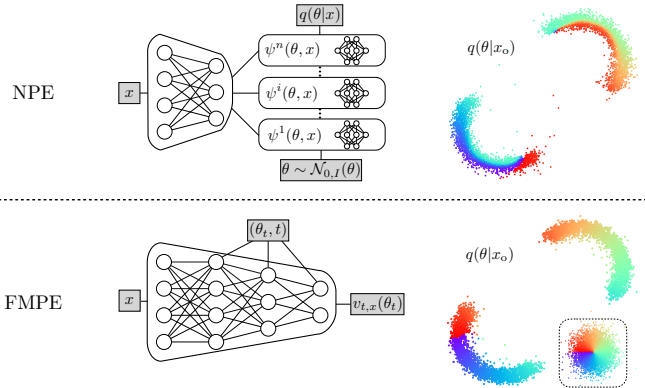 q(θ|x)
ψⁿ(θ, x)
q(θ|xₒ)
NPE
x
ψⁱ(θ, x)
ψ¹(θ, x)
θ ∼ 𝒩₀,I(θ)
(θₜ, t)
q(θ|xₒ)
FMPE
x
vₜ,ₓ(θₜ)